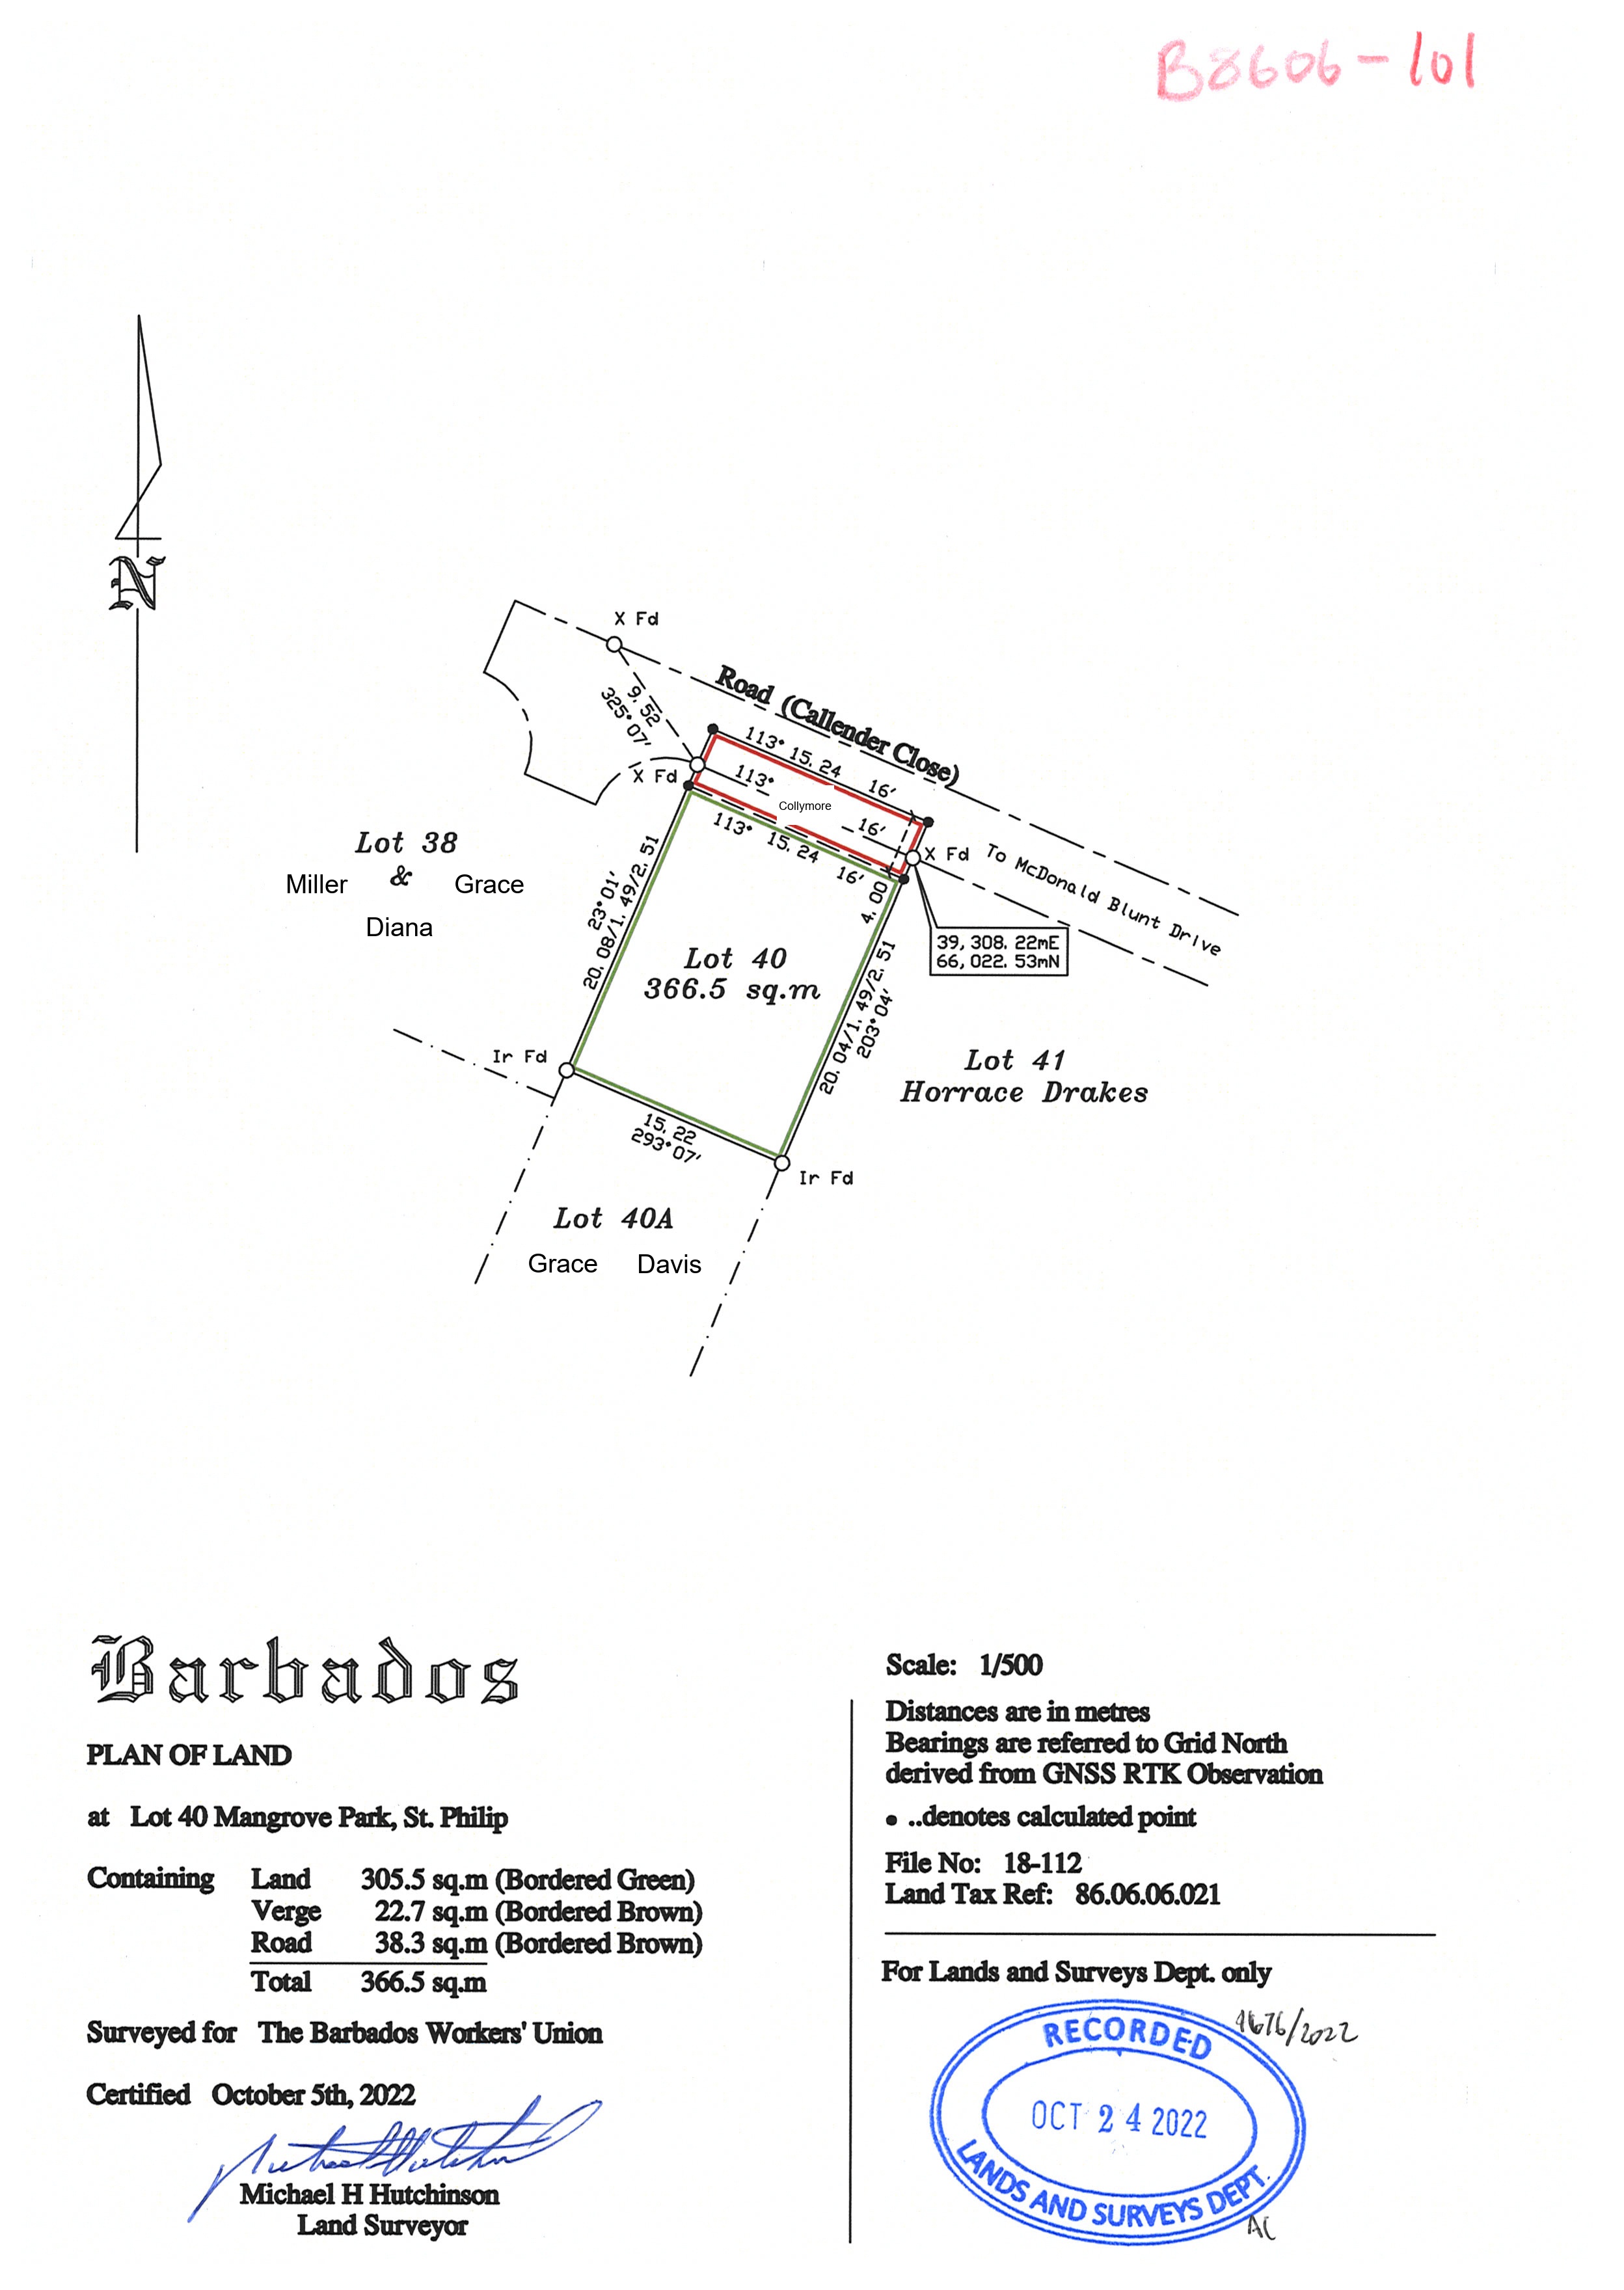 B8606-101
N
X Fd
Road (Callender Close)
9.52
325°07'
113° 15.24 16'
X Fd
113° 16'
Collymore
X Fd
To McDonald Blunt Drive
113° 15.24 16'
4.00
39,308.22mE
66,022.53mN
Lot 38
Miller & Grace
Diana
23°01'
20.08/1.49/2.51
Lot 40
366.5 sq.m
20.04/1.49/2.51
203°04'
Lot 41
Horrace Drakes
Ir Fd
15.22
293°07'
Ir Fd
Lot 40A
Grace Davis
Barbados
PLAN OF LAND
at Lot 40 Mangrove Park, St. Philip
Containing Land 305.5 sq.m (Bordered Green)
Verge 22.7 sq.m (Bordered Brown)
Road 38.3 sq.m (Bordered Brown)
Total 366.5 sq.m
Surveyed for The Barbados Workers' Union
Certified October 5th, 2022
Michael H Hutchinson
Land Surveyor
Scale: 1/500
Distances are in metres
Bearings are referred to Grid North
derived from GNSS RTK Observation
• ..denotes calculated point
File No: 18-112
Land Tax Ref: 86.06.06.021
For Lands and Surveys Dept. only
1676/2022
RECORDED
OCT 24 2022
LANDS AND SURVEYS DEPT.
AC